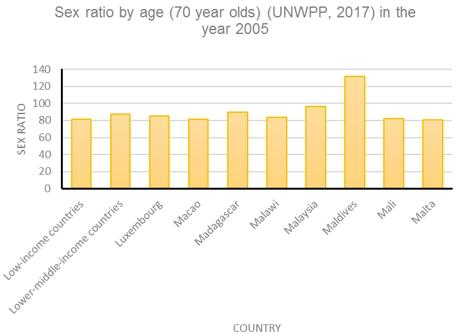 Sex ratio by age (70 year olds) (UNWPP, 2017) in the
year 2005
140
120
100
80
60
40
20
0
SEX RATIO
Low-income countries
Lower-middle-income countries
Luxembourg
Macao
Madagascar
Malawi
Malaysia
Maldives
Mali
Malta
COUNTRY